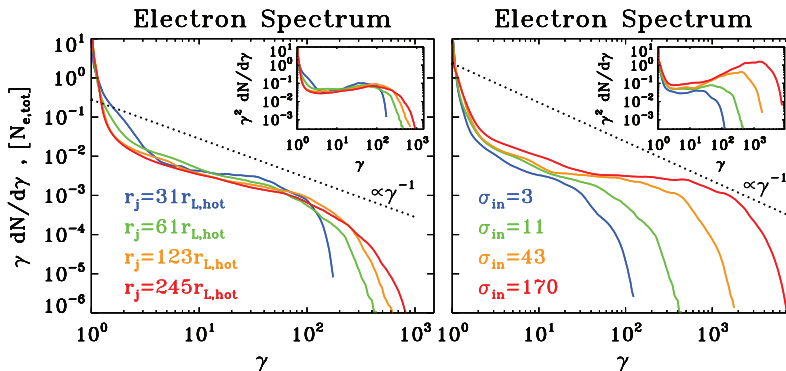 Electron Spectrum
γ dN/dγ , [N_e,tot]
10^1
10^0
10^-1
10^-2
10^-3
10^-4
10^-5
10^-6
10^0 10^1 10^2 10^3
γ
∝γ^-1
r_j=31r_L,hot
r_j=61r_L,hot
r_j=123r_L,hot
r_j=245r_L,hot
γ^2 dN/dγ
10^1
10^0
10^-1
10^-2
10^-3
10^0 10^1 10^2 10^3
γ
Electron Spectrum
10^0 10^1 10^2 10^3
γ
∝γ^-1
σ_in=3
σ_in=11
σ_in=43
σ_in=170
γ^2 dN/dγ
10^1
10^0
10^-1
10^-2
10^-3
10^0 10^1 10^2 10^3
γ